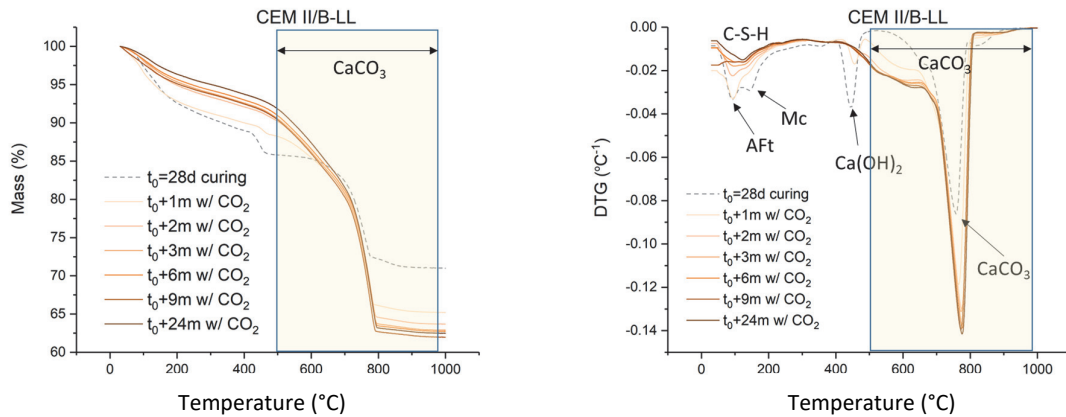 CEM II/B-LL
CaCO₃
100
95
90
85
80
75
70
65
60
Mass (%)
t₀=28d curing
t₀+1m w/ CO₂
t₀+2m w/ CO₂
t₀+3m w/ CO₂
t₀+6m w/ CO₂
t₀+9m w/ CO₂
t₀+24m w/ CO₂
0 200 400 600 800 1000
Temperature (°C)
CEM II/B-LL
C-S-H
CaCO₃
0.00
-0.02
-0.04
-0.06
-0.08
-0.10
-0.12
-0.14
DTG (°C⁻¹)
Mc
AFt
Ca(OH)₂
t₀=28d curing
t₀+1m w/ CO₂
t₀+2m w/ CO₂
t₀+3m w/ CO₂
t₀+6m w/ CO₂
t₀+9m w/ CO₂
t₀+24m w/ CO₂
CaCO₃
0 200 400 600 800 1000
Temperature (°C)